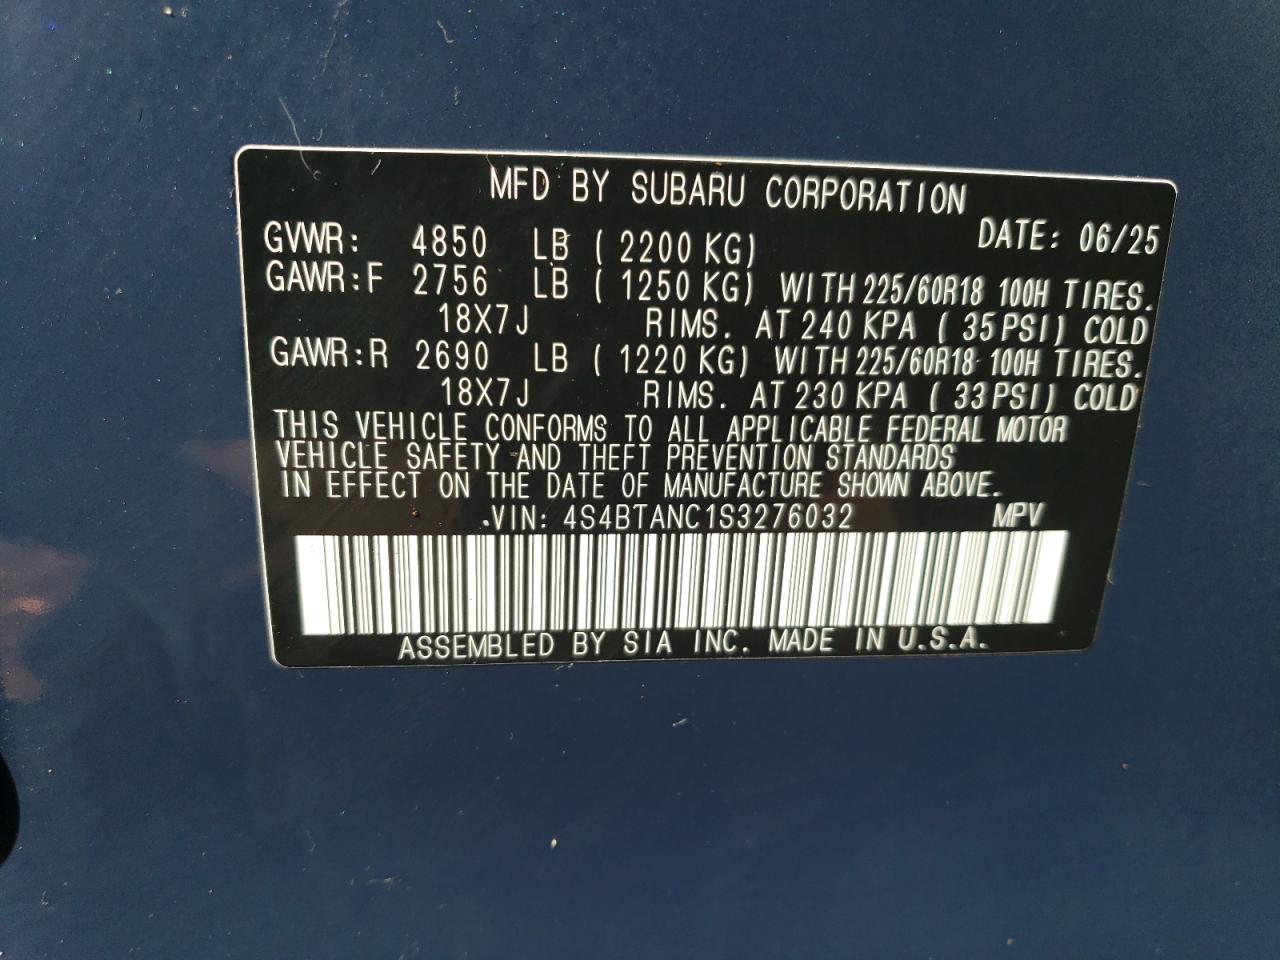 MFD BY SUBARU CORPORATION
GVWR: 4850 LB ( 2200 KG) DATE: 06/25
GAWR:F 2756 LB ( 1250 KG) WITH 225/60R18 100H TIRES.
18X7J RIMS. AT 240 KPA ( 35 PSI) COLD
GAWR:R 2690 LB ( 1220 KG) WITH 225/60R18 100H TIRES.
18X7J RIMS. AT 230 KPA ( 33 PSI) COLD
THIS VEHICLE CONFORMS TO ALL APPLICABLE FEDERAL MOTOR
VEHICLE SAFETY AND THEFT PREVENTION STANDARDS
IN EFFECT ON THE DATE OF MANUFACTURE SHOWN ABOVE.
VIN: 4S4BTANC1S3276032 MPV
ASSEMBLED BY SIA INC. MADE IN U.S.A.